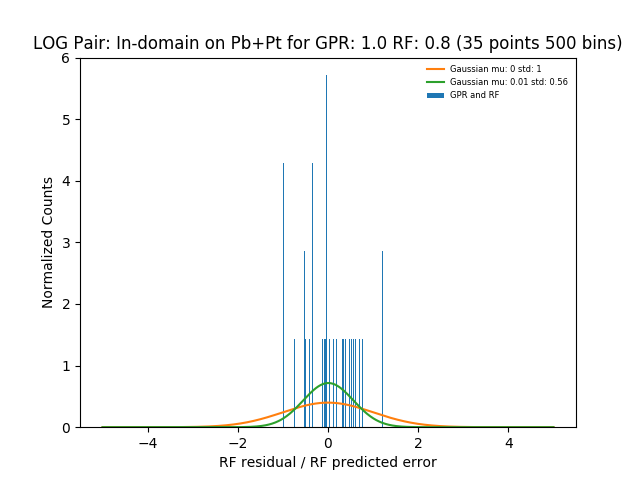 LOG Pair: In-domain on Pb+Pt for GPR: 1.0 RF: 0.8 (35 points 500 bins)
Gaussian mu: 0 std: 1
Gaussian mu: 0.01 std: 0.56
GPR and RF
6
5
4
3
2
1
0
Normalized Counts
−4
−2
0
2
4
RF residual / RF predicted error